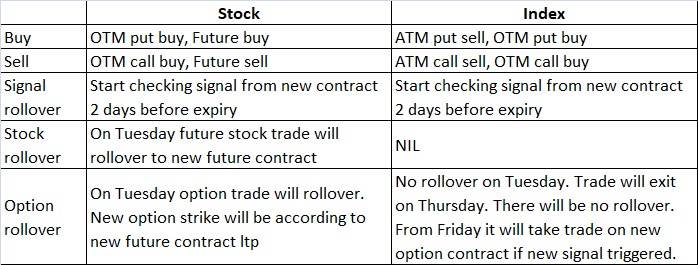 Stock Index
Buy OTM put buy, Future buy ATM put sell, OTM put buy
Sell OTM call buy, Future sell ATM call sell, OTM call buy
Signal rollover Start checking signal from new contract 2 days before expiry Start checking signal from new contract 2 days before expiry
Stock rollover On Tuesday future stock trade will rollover to new future contract NIL
Option rollover On Tuesday option trade will rollover. New option strike will be according to new future contract ltp No rollover on Tuesday. Trade will exit on Thursday. There will be no rollover. From Friday it will take trade on new option contract if new signal triggered.